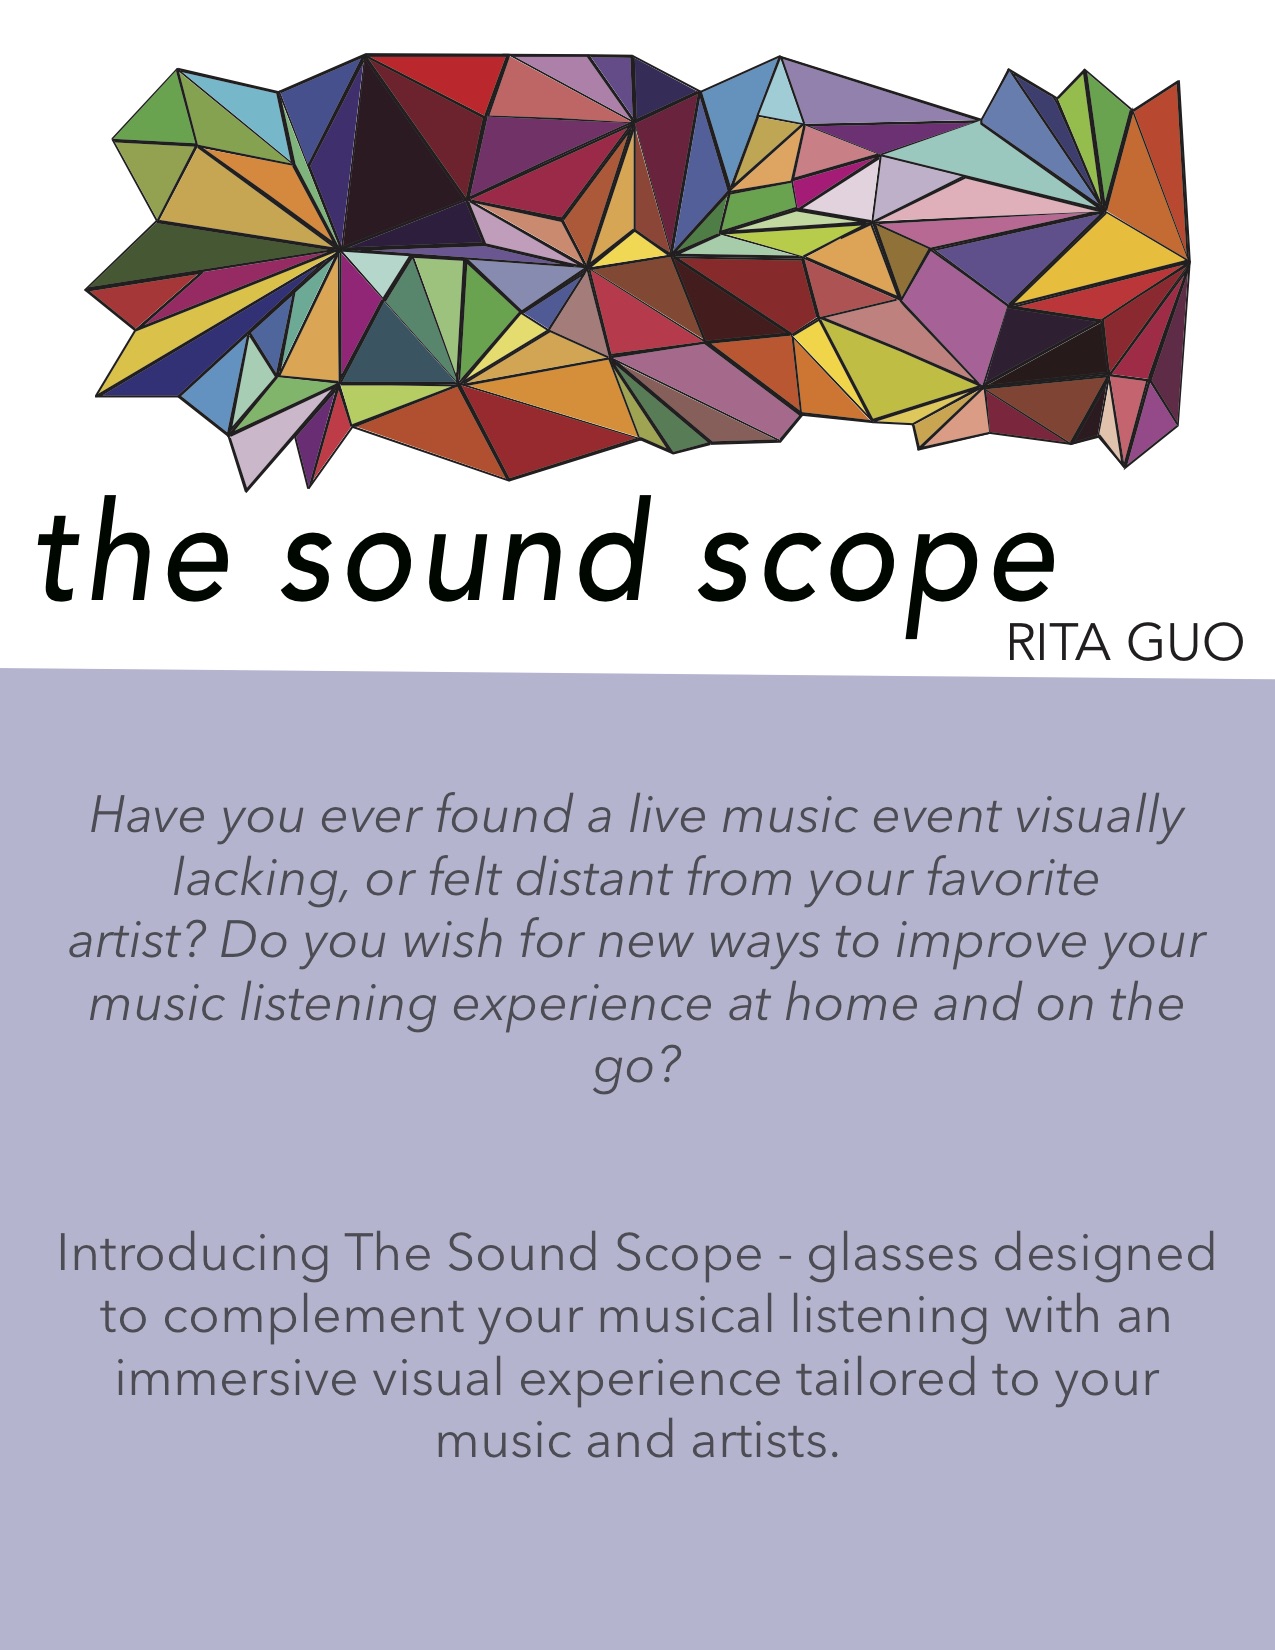 the sound scope
RITA GUO
Have you ever found a live music event visually
lacking, or felt distant from your favorite
artist? Do you wish for new ways to improve your
music listening experience at home and on the
go?
Introducing The Sound Scope - glasses designed
to complement your musical listening with an
immersive visual experience tailored to your
music and artists.